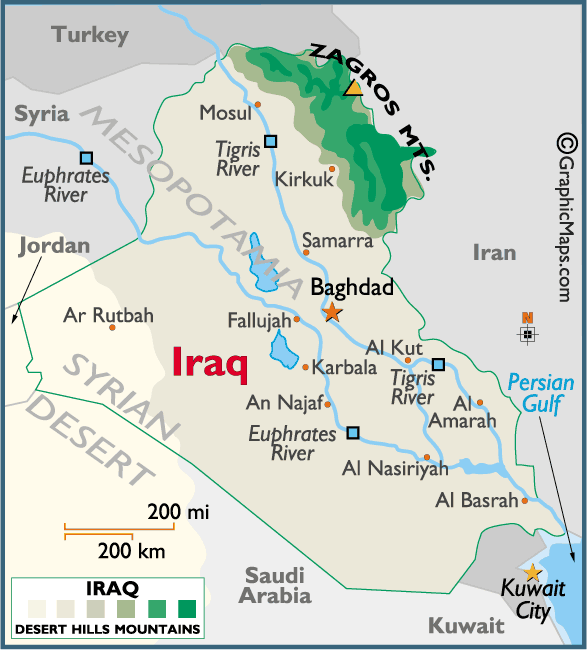 Turkey
ZAGROS MTS.
Syria
MESOPOTAMIA
Mosul
©GraphicMaps.com
Tigris
River
Euphrates
River
Kirkuk
Jordan
Samarra
Iran
Baghdad
N
Ar Rutbah
Fallujah
Al Kut
Iraq
Karbala
Tigris
River
Persian
Gulf
SYRIAN
DESERT
An Najaf
Al
Amarah
Euphrates
River
Al Nasiriyah
Al Basrah
200 mi
200 km
Saudi
Arabia
Kuwait
City
Kuwait
IRAQ
DESERT HILLS MOUNTAINS